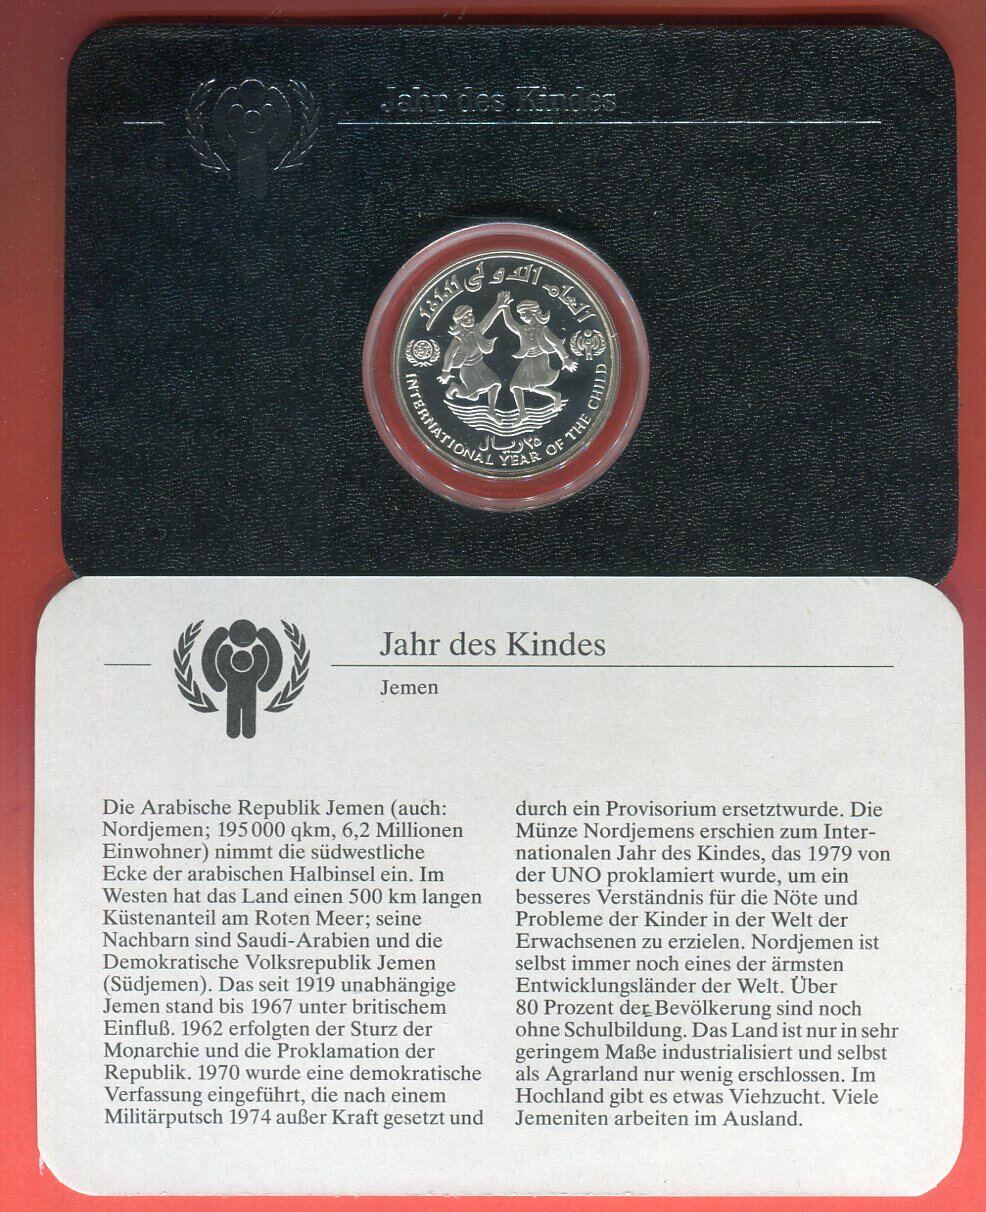 Jahr des Kindes
العام الدولي للطفل
INTERNATIONAL YEAR OF THE CHILD
٢٥ ريال
Jahr des Kindes
Jemen
Die Arabische Republik Jemen (auch:
Nordjemen; 195 000 qkm, 6,2 Millionen
Einwohner) nimmt die südwestliche
Ecke der arabischen Halbinsel ein. Im
Westen hat das Land einen 500 km langen
Küstenanteil am Roten Meer; seine
Nachbarn sind Saudi-Arabien und die
Demokratische Volksrepublik Jemen
(Südjemen). Das seit 1919 unabhängige
Jemen stand bis 1967 unter britischem
Einfluß. 1962 erfolgten der Sturz der
Monarchie und die Proklamation der
Republik. 1970 wurde eine demokratische
Verfassung eingeführt, die nach einem
Militärputsch 1974 außer Kraft gesetzt und
durch ein Provisorium ersetztwurde. Die
Münze Nordjemens erschien zum Inter-
nationalen Jahr des Kindes, das 1979 von
der UNO proklamiert wurde, um ein
besseres Verständnis für die Nöte und
Probleme der Kinder in der Welt der
Erwachsenen zu erzielen. Nordjemen ist
selbst immer noch eines der ärmsten
Entwicklungsländer der Welt. Über
80 Prozent der Bevölkerung sind noch
ohne Schulbildung. Das Land ist nur in sehr
geringem Maße industrialisiert und selbst
als Agrarland nur wenig erschlossen. Im
Hochland gibt es etwas Viehzucht. Viele
Jemeniten arbeiten im Ausland.